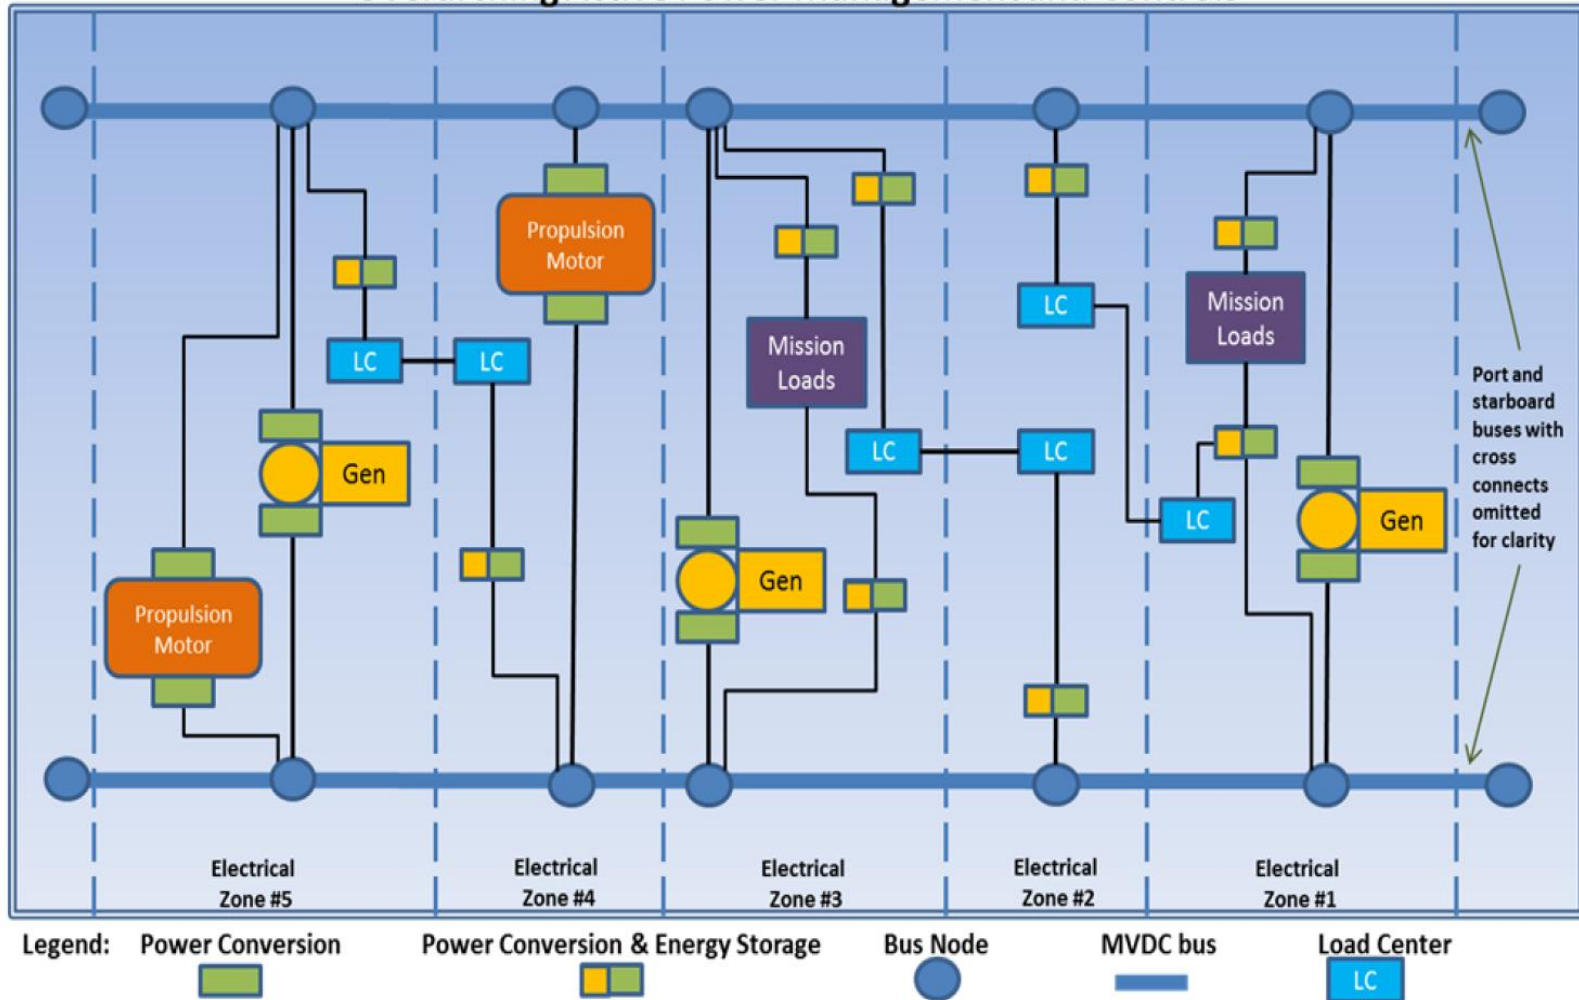 Propulsion
Motor
LC
LC
LC
Mission
Loads
Mission
Loads
Gen
LC
LC
LC
Gen
Gen
Propulsion
Motor
Port and
starboard
buses with
cross
connects
omitted
for clarity
Electrical
Zone #5
Electrical
Zone #4
Electrical
Zone #3
Electrical
Zone #2
Electrical
Zone #1
Legend:
Power Conversion
Power Conversion & Energy Storage
Bus Node
MVDC bus
Load Center
LC